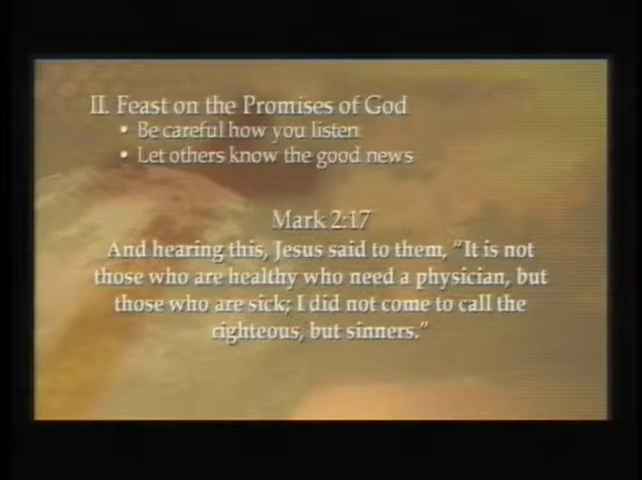 II. Feast on the Promises of God
• Be careful how you listen
• Let others know the good news
Mark 2:17
And hearing this, Jesus said to them, “It is not
those who are healthy who need a physician, but
those who are sick; I did not come to call the
righteous, but sinners.”